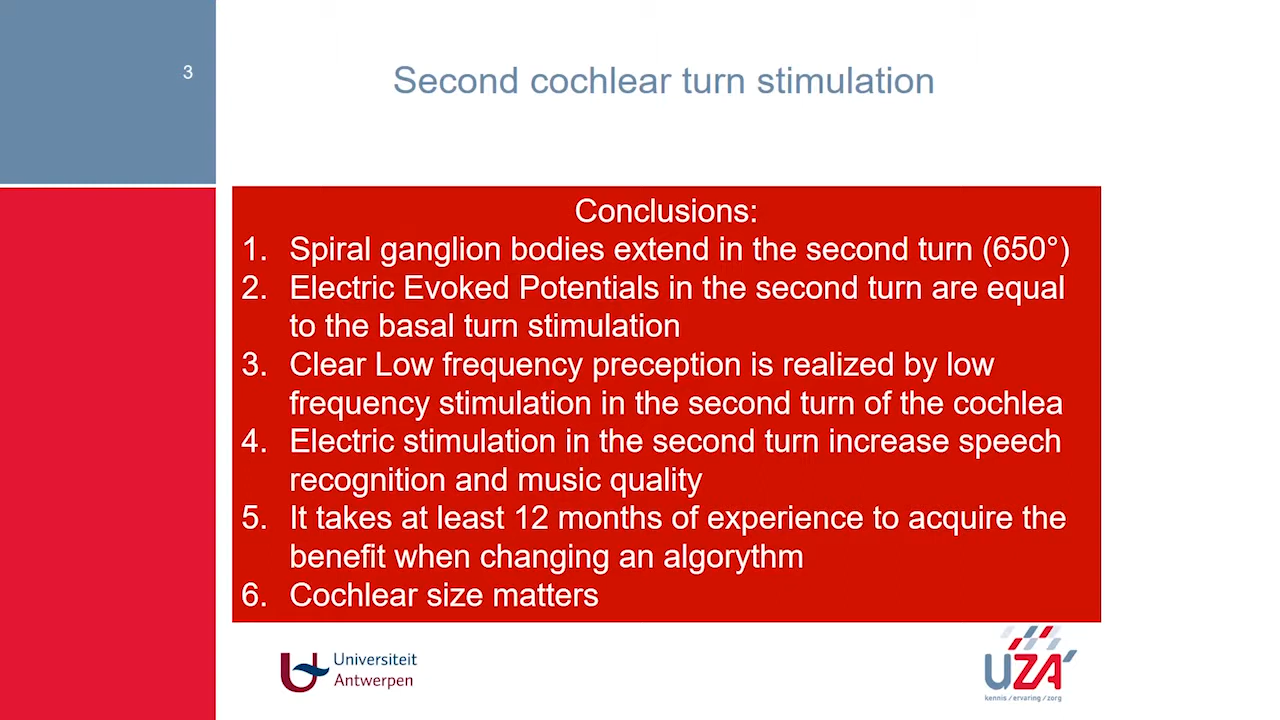 3
Second cochlear turn stimulation
Conclusions:
1. Spiral ganglion bodies extend in the second turn (650°)
2. Electric Evoked Potentials in the second turn are equal
to the basal turn stimulation
3. Clear Low frequency preception is realized by low
frequency stimulation in the second turn of the cochlea
4. Electric stimulation in the second turn increase speech
recognition and music quality
5. It takes at least 12 months of experience to acquire the
benefit when changing an algorythm
6. Cochlear size matters
Universiteit
Antwerpen
UZA
kennis / ervaring / zorg